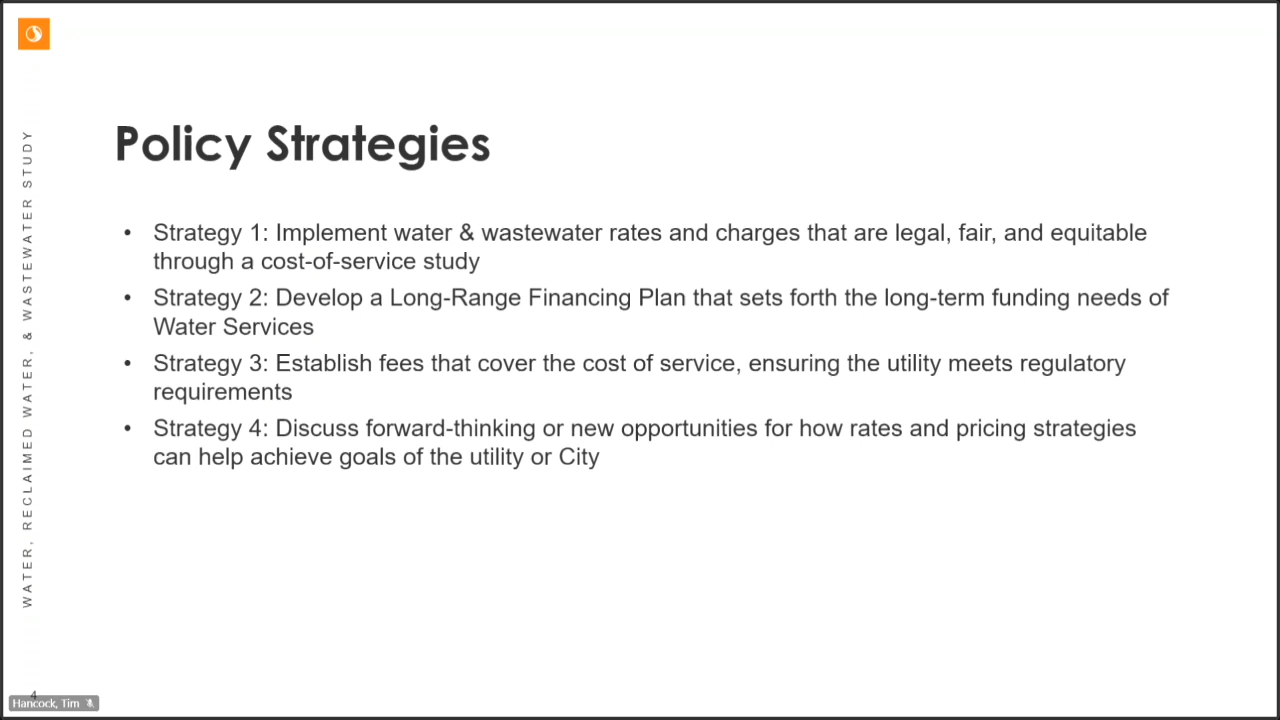 Policy Strategies
• Strategy 1: Implement water & wastewater rates and charges that are legal, fair, and equitable
through a cost-of-service study
• Strategy 2: Develop a Long-Range Financing Plan that sets forth the long-term funding needs of
Water Services
• Strategy 3: Establish fees that cover the cost of service, ensuring the utility meets regulatory
requirements
• Strategy 4: Discuss forward-thinking or new opportunities for how rates and pricing strategies
can help achieve goals of the utility or City
WATER, RECLAIMED WATER, & WASTEWATER STUDY
4
Hancock, Tim